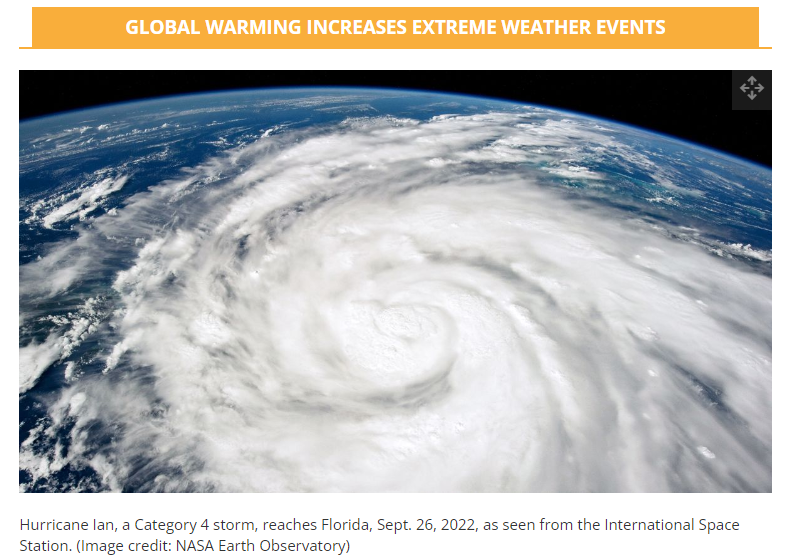 GLOBAL WARMING INCREASES EXTREME WEATHER EVENTS
Hurricane Ian, a Category 4 storm, reaches Florida, Sept. 26, 2022, as seen from the International Space
Station. (Image credit: NASA Earth Observatory)